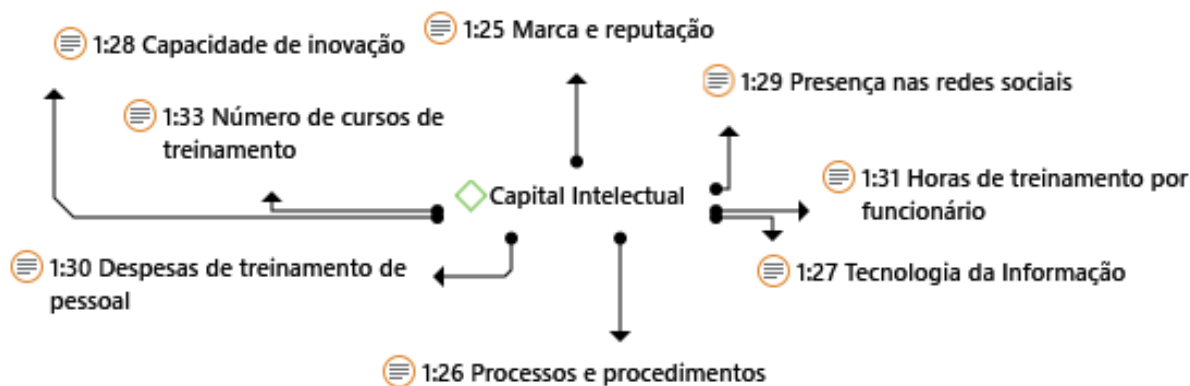 1:28 Capacidade de inovação
1:25 Marca e reputação
1:29 Presença nas redes sociais
1:33 Número de cursos de
treinamento
Capital Intelectual
1:31 Horas de treinamento por
funcionário
1:30 Despesas de treinamento de
pessoal
1:27 Tecnologia da Informação
1:26 Processos e procedimentos